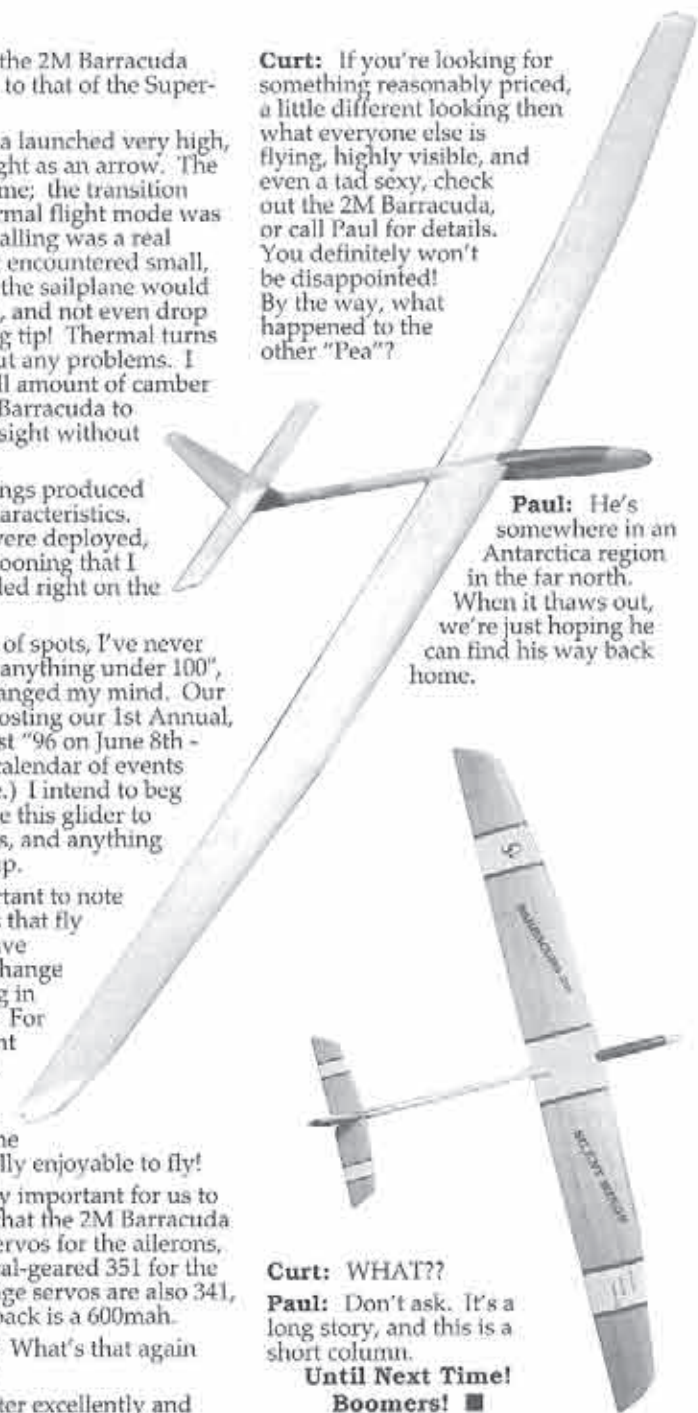 the 2M Barracuda
to that of the Super-
a launched very high,
ght as an arrow. The
me; the transition
rmal flight mode was
alling was a real
encountered small,
the sailplane would
, and not even drop
g tip! Thermal turns
ut any problems. I
ll amount of camber
Barracuda to
sight without
ngs produced
aracteristics.
were deployed,
ooning that I
led right on the
of spots, I've never
anything under 100",
anged my mind. Our
osting our 1st Annual,
st "96 on June 8th -
calendar of events
e.) I intend to beg
e this glider to
s, and anything
up.
rtant to note
s that fly
ave
hange
g in
For
nt
ne
lly enjoyable to fly!
y important for us to
hat the 2M Barracuda
ervos for the ailerons,
al-geared 351 for the
ge servos are also 341,
back is a 600mah.
What's that again
ter excellently and
Curt: If you're looking for
something reasonably priced,
a little different looking then
what everyone else is
flying, highly visible, and
even a tad sexy, check
out the 2M Barracuda,
or call Paul for details.
You definitely won't
be disappointed!
By the way, what
happened to the
other "Pea"?
Paul: He's
somewhere in an
Antarctica region
in the far north.
When it thaws out,
we're just hoping he
can find his way back
home.
Curt: WHAT??
Paul: Don't ask. It's a
long story, and this is a
short column.
Until Next Time!
Boomers! ■